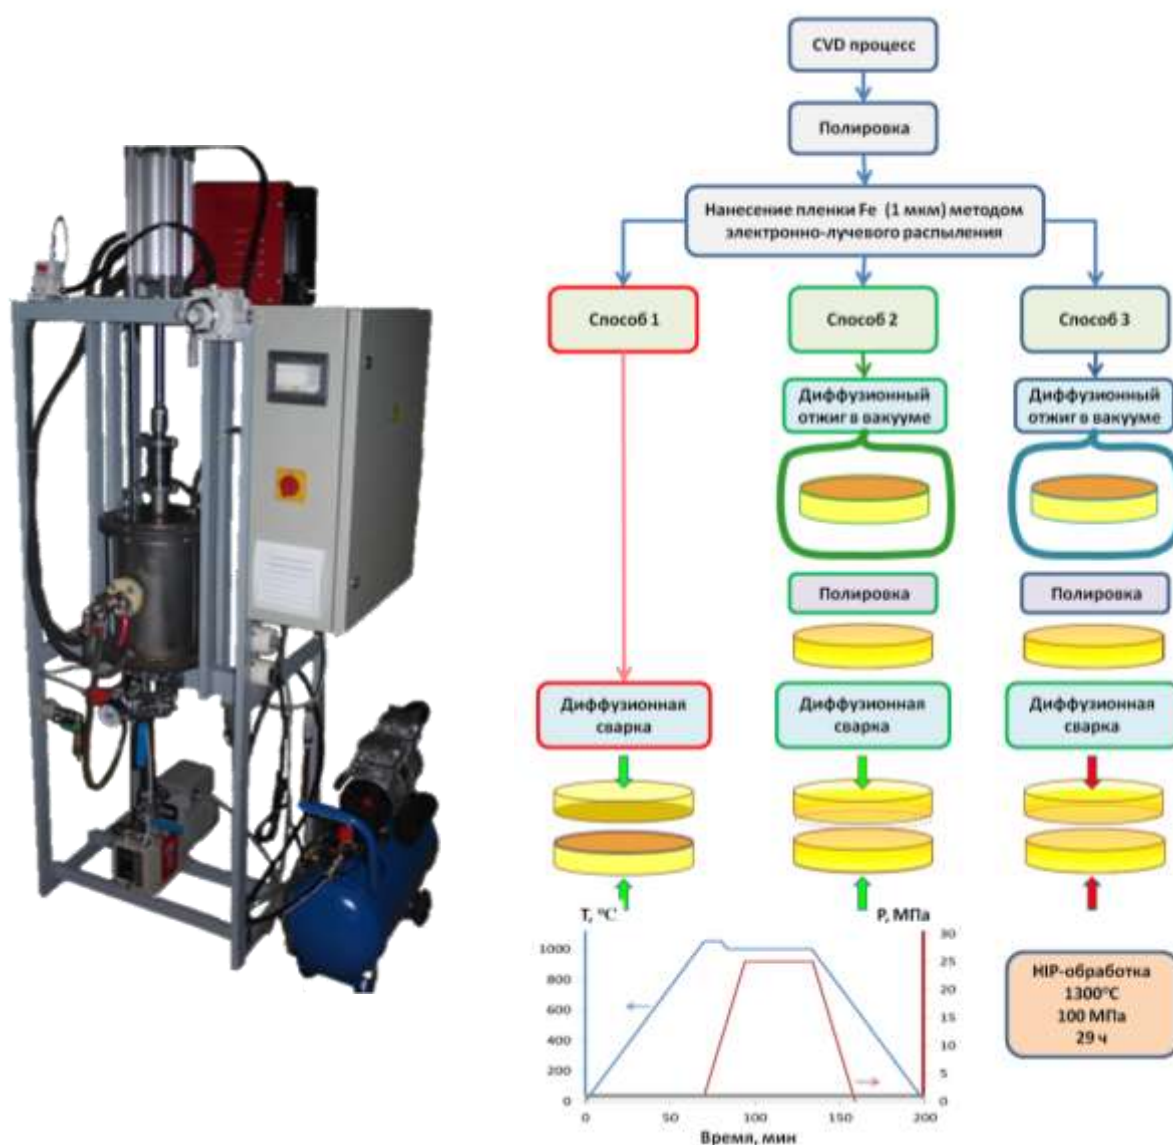 CVD процесс
Полировка
Нанесение пленки Fe (1 мкм) методом
электронно-лучевого распыления
Способ 1
Способ 2
Способ 3
Диффузионный
отжиг в вакууме
Диффузионный
отжиг в вакууме
Полировка
Полировка
Диффузионная
сварка
Диффузионная
сварка
Диффузионная
сварка
T, °C
P, МПа
1000
800
600
400
200
0
30
25
20
15
10
5
0
0
50
100
150
200
Время, мин
HIP-обработка
1300°C
100 МПа
29 ч